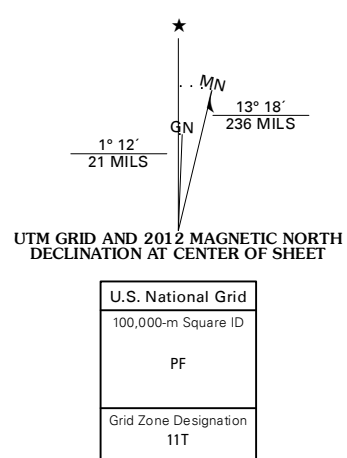 ★
MN
GN
13° 18´
236 MILS
1° 12´
21 MILS
UTM GRID AND 2012 MAGNETIC NORTH
DECLINATION AT CENTER OF SHEET
U.S. National Grid
100,000-m Square ID
PF
Grid Zone Designation
11T